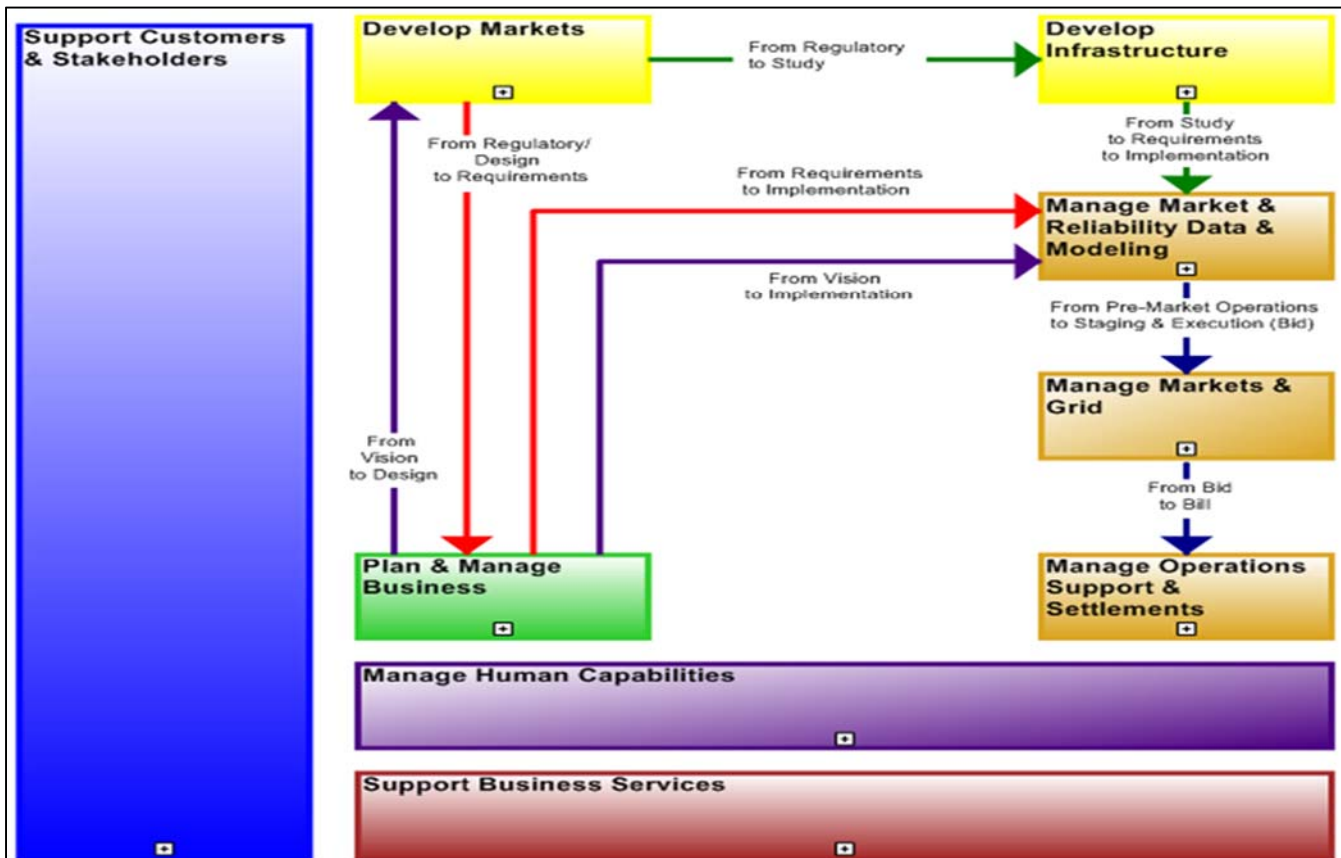 Support Customers
& Stakeholders
Develop Markets
From Regulatory
to Study
Develop
Infrastructure
From Regulatory/
Design
to Requirements
From Study
to Requirements
to Implementation
From Requirements
to Implementation
Manage Market &
Reliability Data &
Modeling
From Vision
to Implementation
From Pre-Market Operations
to Staging & Execution (Bid)
Manage Markets &
Grid
From
Vision
to Design
From Bid
to Bill
Plan & Manage
Business
Manage Operations
Support &
Settlements
Manage Human Capabilities
Support Business Services